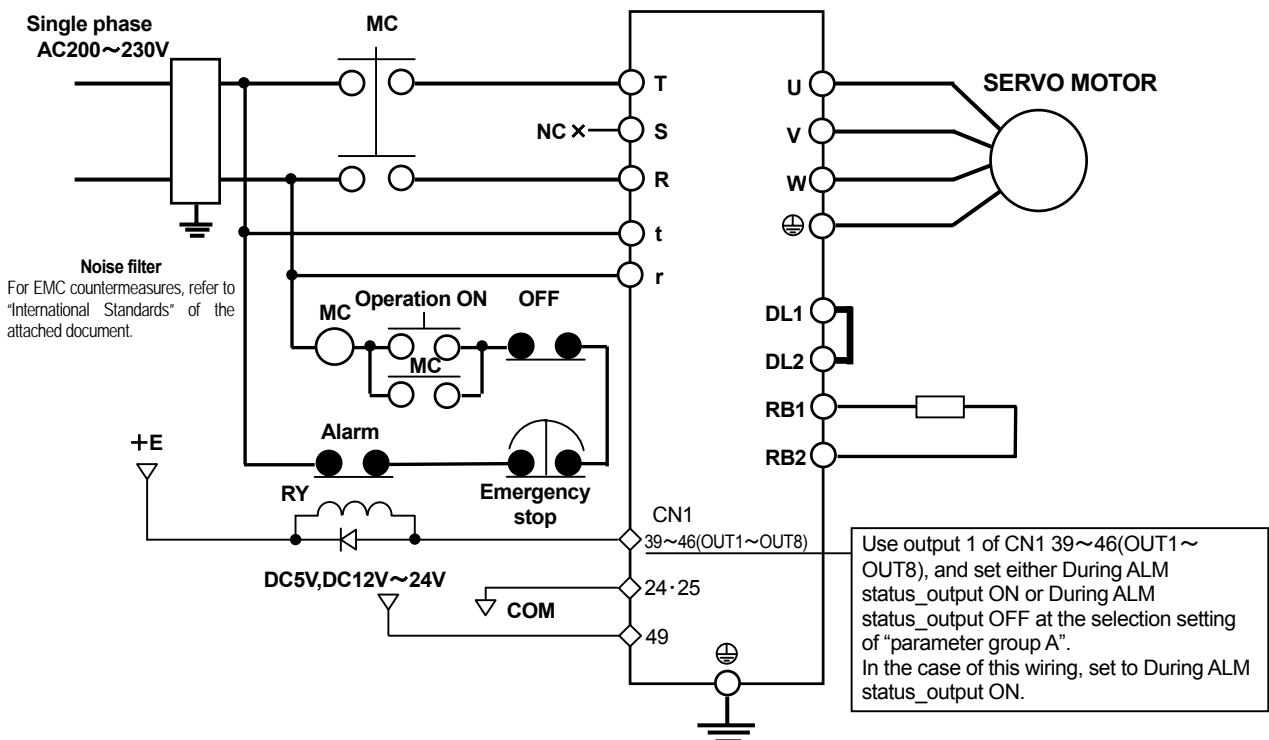 Single phase
AC200～230V
MC
T
U
SERVO MOTOR
NC ×
S
V
R
W
t
r
Noise filter
For EMC countermeasures, refer to
"International Standards" of the
attached document.
MC
Operation ON
OFF
MC
DL1
DL2
RB1
RB2
Alarm
+E
RY
Emergency
stop
CN1
39～46(OUT1～OUT8)
DC5V,DC12V～24V
24·25
COM
49
Use output 1 of CN1 39～46(OUT1～
OUT8), and set either During ALM
status_output ON or During ALM
status_output OFF at the selection setting
of “parameter group A”.
In the case of this wiring, set to During ALM
status_output ON.